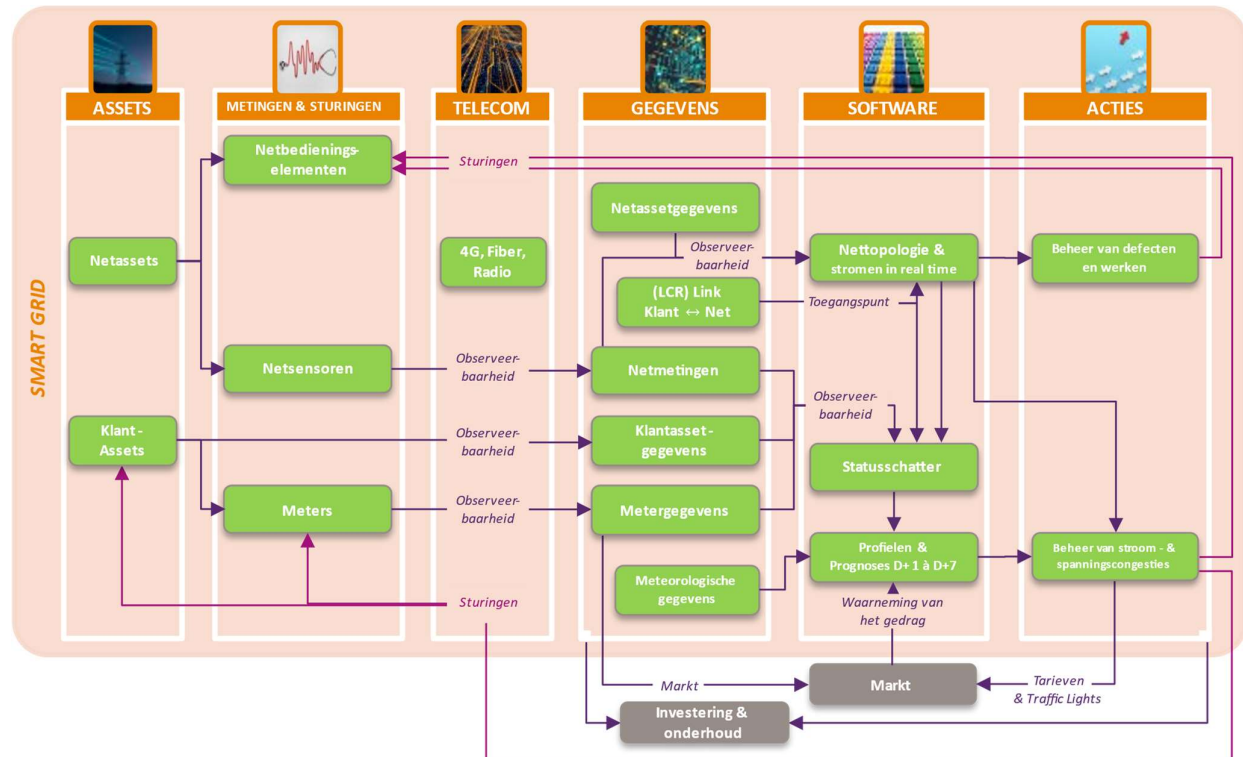 SMART GRID
ASSETS
METINGEN & STURINGEN
TELECOM
GEGEVENS
SOFTWARE
ACTIES
Netbedienings-
elementen
Sturingen
Netassetgegevens
Netassets
4G, Fiber,
Radio
Observeer-
baarheid
Nettopologie &
stromen in real time
Beheer van defecten
en werken
(LCR) Link
Klant ↔ Net
Toegangspunt
Netsensoren
Observeer-
baarheid
Netmetingen
Observeer-
baarheid
Klant-
Assets
Observeer-
baarheid
Klantasset-
gegevens
Statusschatter
Meters
Observeer-
baarheid
Metergegevens
Profielen &
Prognoses D+1 à D+7
Beheer van stroom - &
spanningscongesties
Meteorologische
gegevens
Sturingen
Waarneming van
het gedrag
Markt
Markt
Tarieven
& Traffic Lights
Investering &
onderhoud